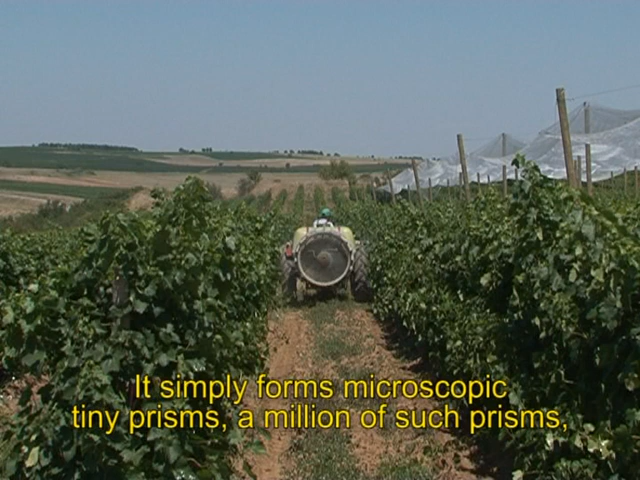 It simply forms microscopic
tiny prisms, a million of such prisms,